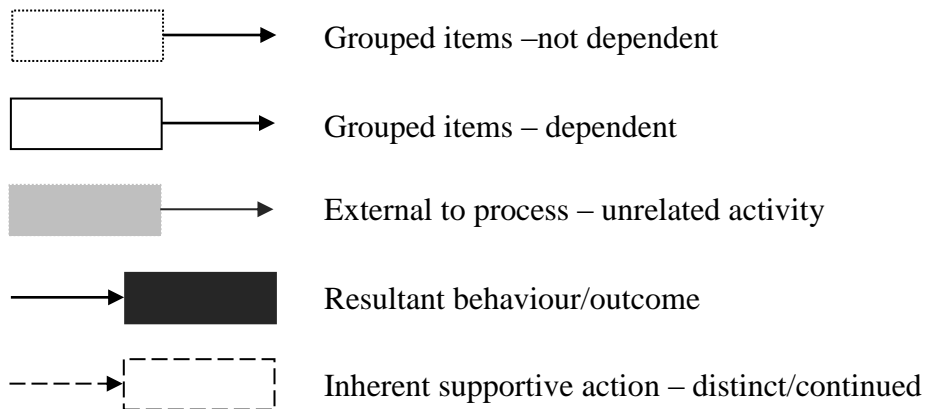 Grouped items –not dependent
Grouped items – dependent
External to process – unrelated activity
Resultant behaviour/outcome
Inherent supportive action – distinct/continued